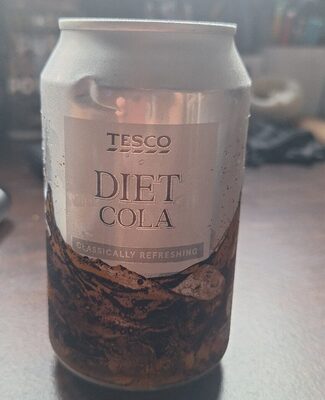 TESCO
DIET
COLA
CLASSICALLY REFRESHING